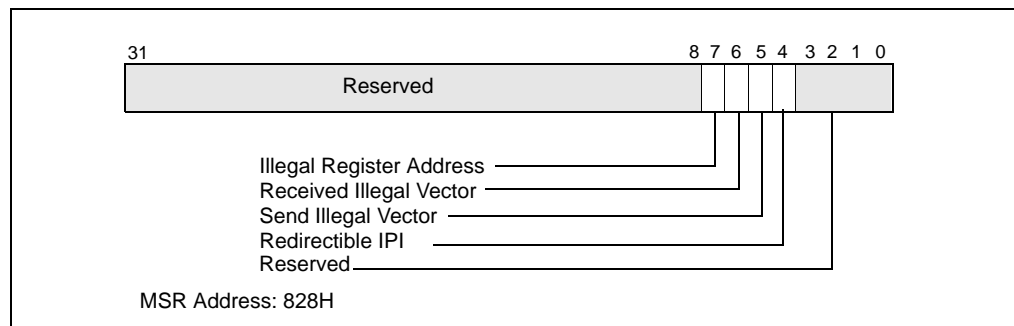 31 8 7 6 5 4 3 2 1 0
Reserved
Illegal Register Address
Received Illegal Vector
Send Illegal Vector
Redirectible IPI
Reserved
MSR Address: 828H